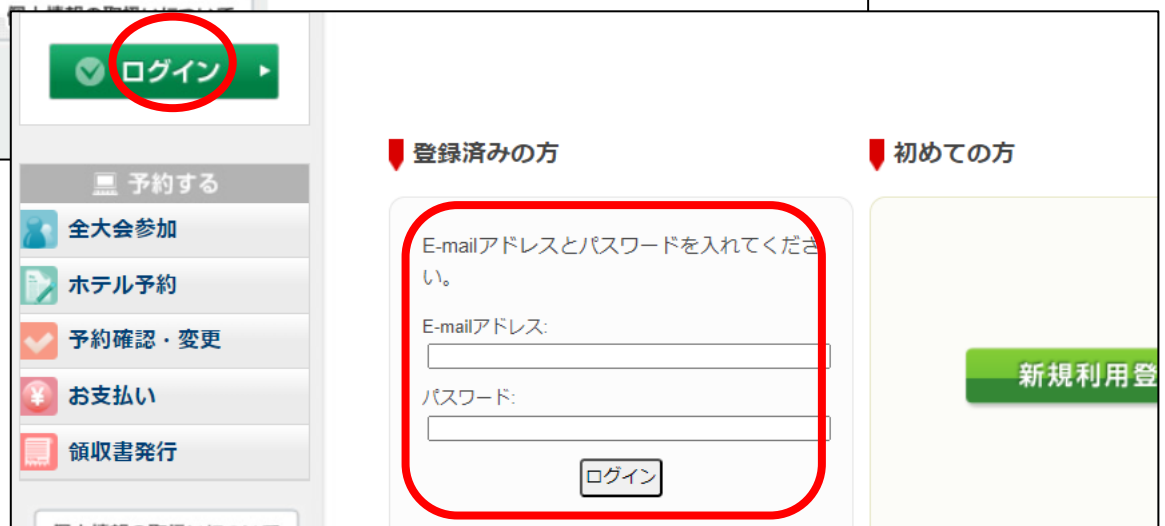 ログイン
予約する
全大会参加
ホテル予約
予約確認・変更
お支払い
領収書発行
登録済みの方
E-mailアドレスとパスワードを入れてくださ
い。
E-mailアドレス:
パスワード:
ログイン
初めての方
新規利用登